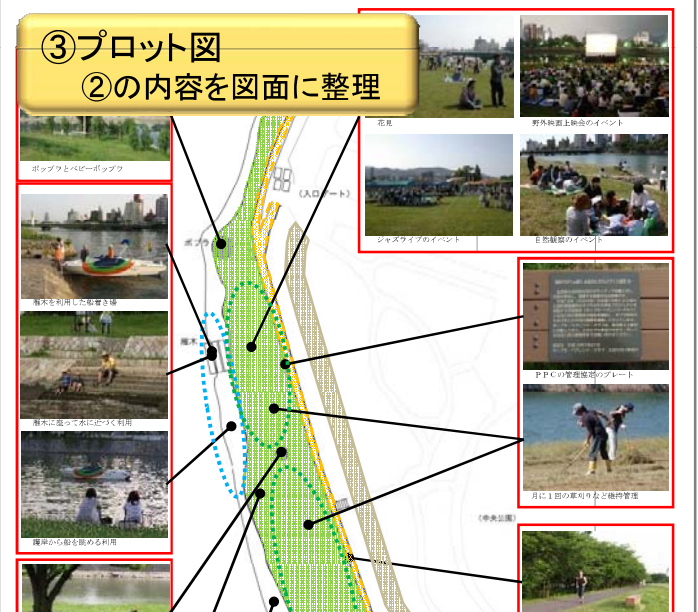 ③プロット図
②の内容を図面に整理
花見
野外映画上映会のイベント
ポプラとベビーポプラ
ジャズライブのイベント
自然観察のイベント
(入口ゲート)
ポプラ
雁木を利用した船着き場
雁木
PPCの管理協定のプレート
雁木に座って水に近づく利用
月に1回の草刈りなど維持管理
(中央公園)
護岸から船を眺める利用